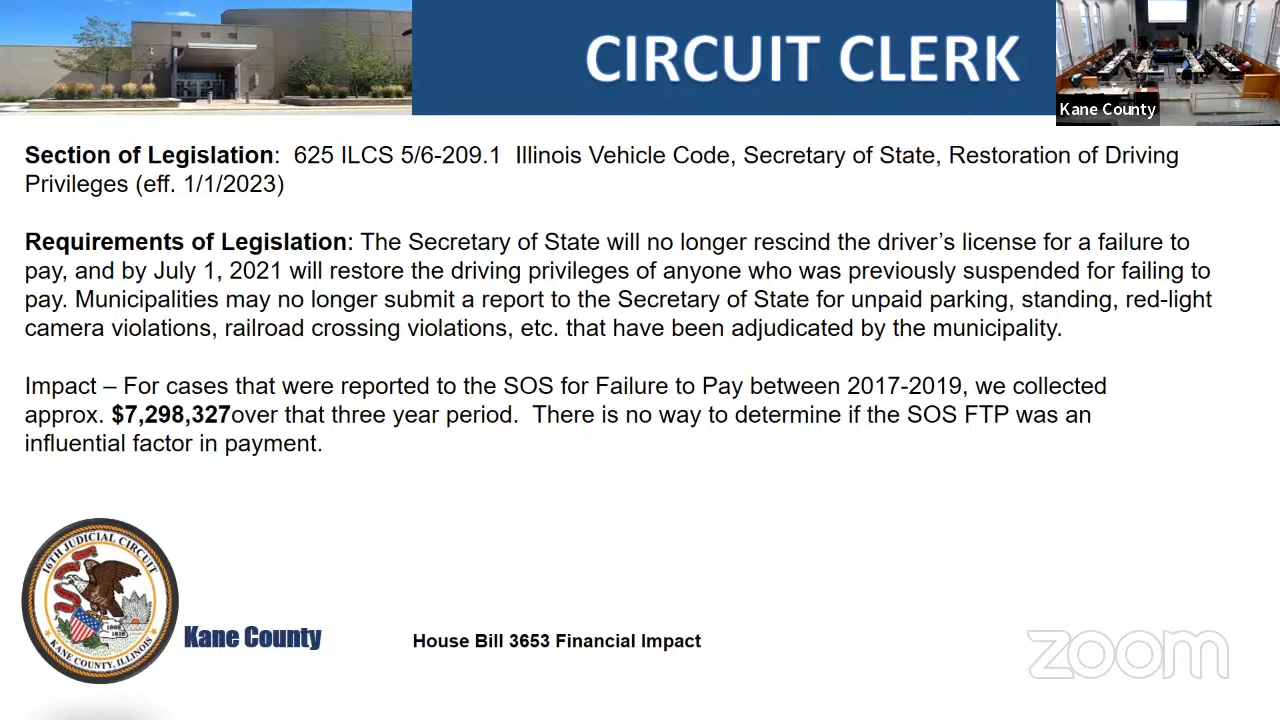 CIRCUIT CLERK
Kane County
Section of Legislation: 625 ILCS 5/6-209.1 Illinois Vehicle Code, Secretary of State, Restoration of Driving
Privileges (eff. 1/1/2023)
Requirements of Legislation: The Secretary of State will no longer rescind the driver's license for a failure to
pay, and by July 1, 2021 will restore the driving privileges of anyone who was previously suspended for failing to
pay. Municipalities may no longer submit a report to the Secretary of State for unpaid parking, standing, red-light
camera violations, railroad crossing violations, etc. that have been adjudicated by the municipality.
Impact – For cases that were reported to the SOS for Failure to Pay between 2017-2019, we collected
approx. $7,298,327over that three year period. There is no way to determine if the SOS FTP was an
influential factor in payment.
16TH JUDICIAL CIRCUIT
1868
1818
KANE COUNTY, ILLINOIS
Kane County
House Bill 3653 Financial Impact
zoom